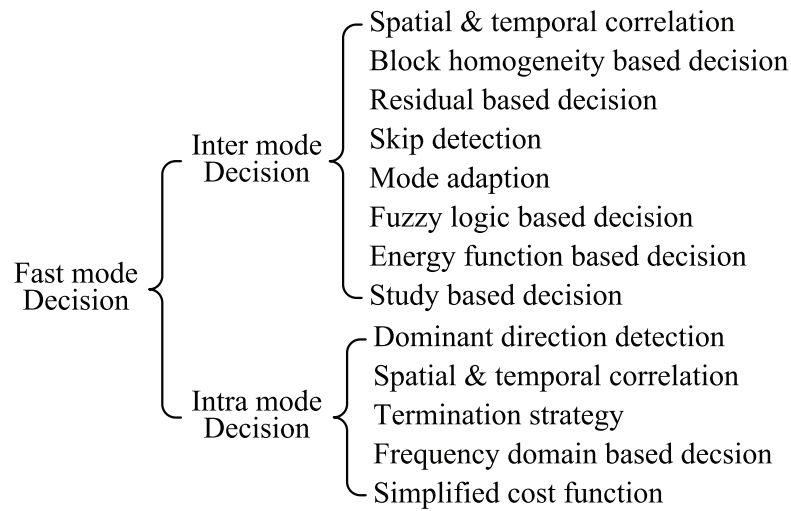 Fast mode
Decision
Inter mode
Decision
Spatial & temporal correlation
Block homogeneity based decision
Residual based decision
Skip detection
Mode adaption
Fuzzy logic based decision
Energy function based decision
Study based decision
Intra mode
Decision
Dominant direction detection
Spatial & temporal correlation
Termination strategy
Frequency domain based decsion
Simplified cost function